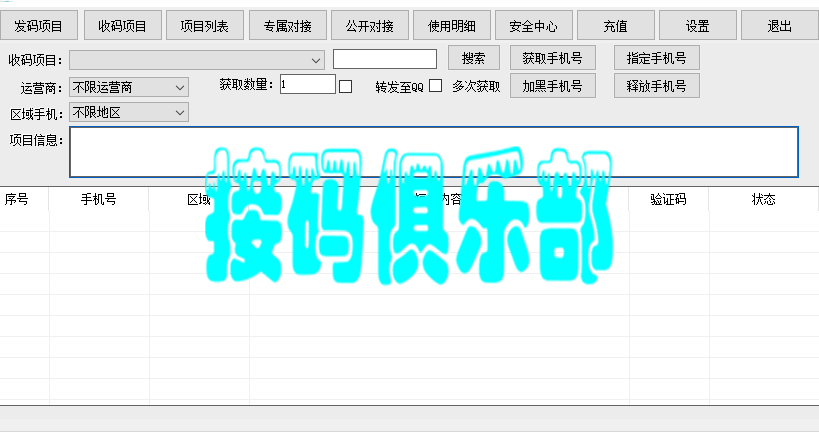 发码项目 收码项目 项目列表 专属对接 公开对接 使用明细 安全中心 充值 设置 退出
收码项目: 搜索 获取手机号 指定手机号
运营商: 不限运营商 获取数量: 1 转发至QQ 多次获取 加黑手机号 释放手机号
区域手机: 不限地区
项目信息:
接码俱乐部
序号 手机号 区域 内容 验证码 状态